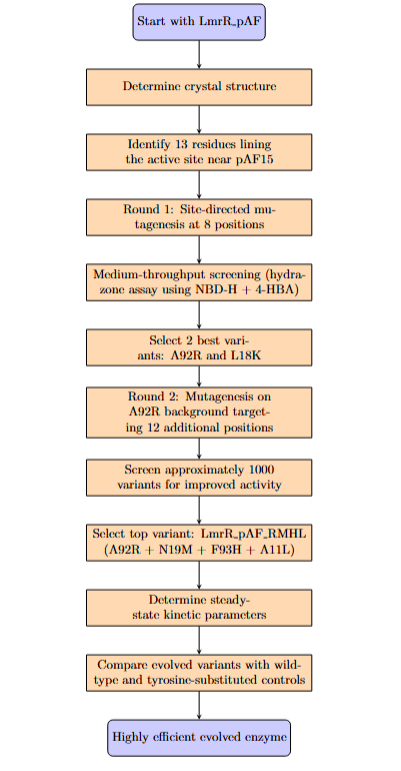 Start with LmrR_pAF
Determine crystal structure
Identify 13 residues lining
the active site near pAF15
Round 1: Site-directed mu-
tagenesis at 8 positions
Medium-throughput screening (hydra-
zone assay using NBD-H + 4-HBA)
Select 2 best vari-
ants: A92R and L18K
Round 2: Mutagenesis on
A92R background target-
ing 12 additional positions
Screen approximately 1000
variants for improved activity
Select top variant: LmrR_pAF_RMHL
(A92R + N19M + F93H + A11L)
Determine steady-
state kinetic parameters
Compare evolved variants with wild-
type and tyrosine-substituted controls
Highly efficient evolved enzyme